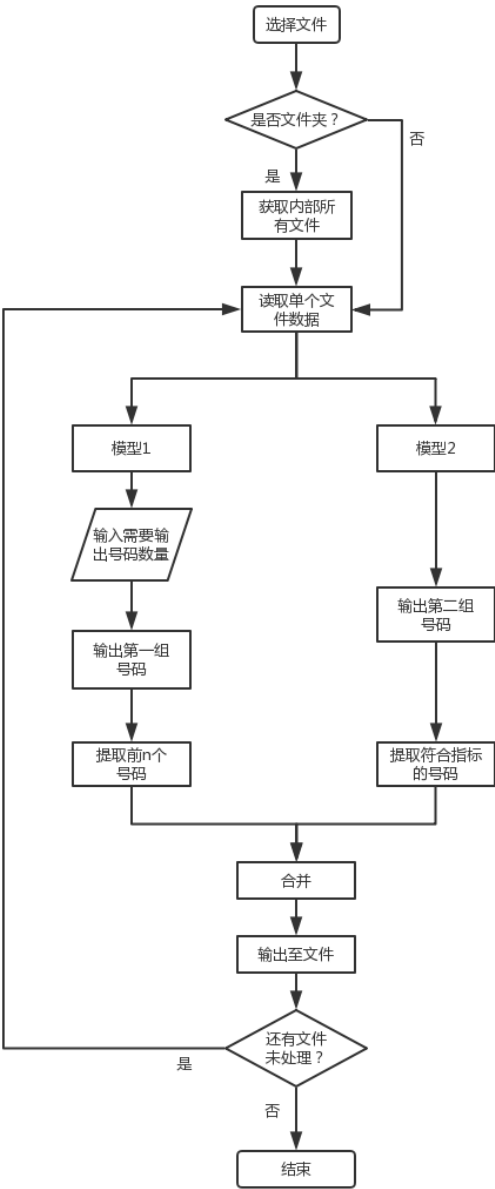 选择文件
是否文件夹？
否
是
获取内部所
有文件
读取单个文
件数据
模型1
模型2
输入需要输
出号码数量
输出第二组
号码
输出第一组
号码
提取前n个
号码
提取符合指标
的号码
合并
输出至文件
还有文件
未处理？
是
否
结束